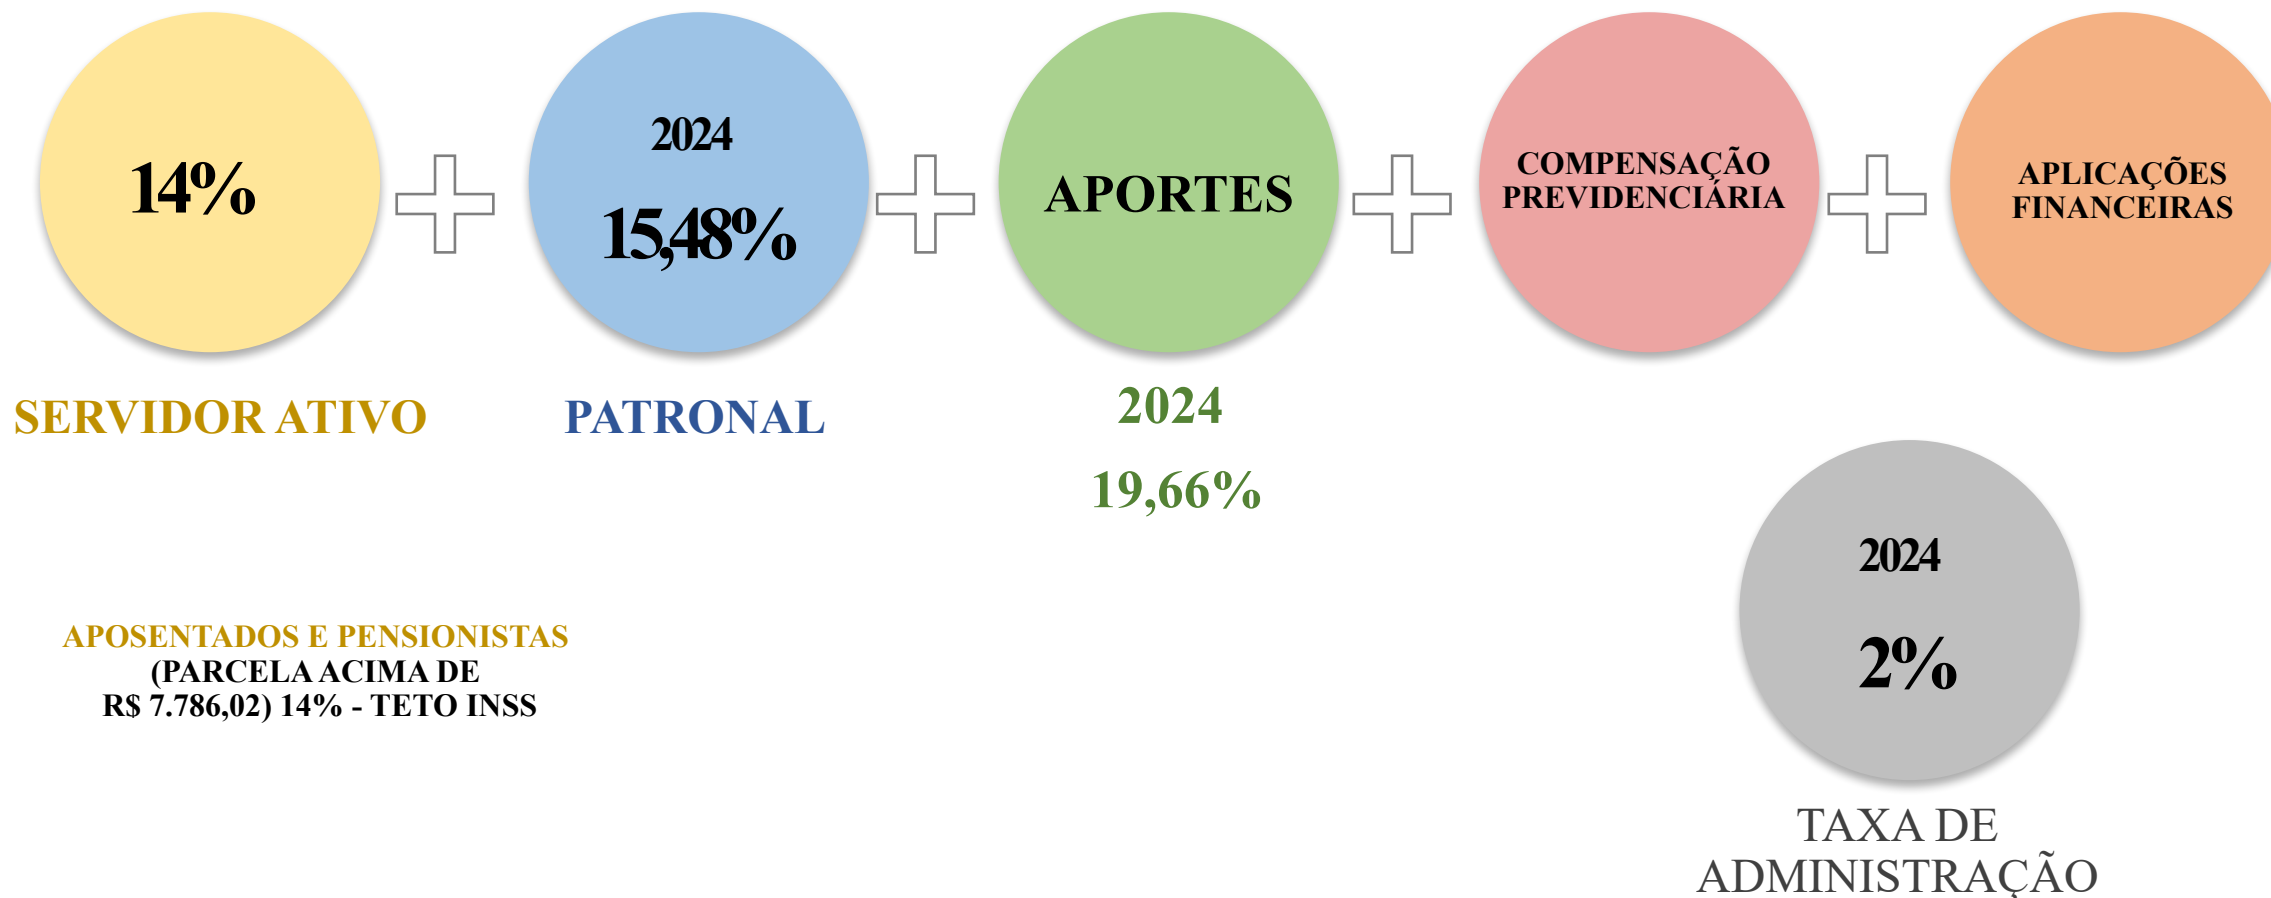 14%
2024
15,48%
APORTES
COMPENSAÇÃO
PREVIDENCIÁRIA
APLICAÇÕES
FINANCEIRAS
SERVIDOR ATIVO
PATRONAL
2024
19,66%
APOSENTADOS E PENSIONISTAS
(PARCELA ACIMA DE
R$ 7.786,02) 14% - TETO INSS
2024
2%
TAXA DE
ADMINISTRAÇÃO